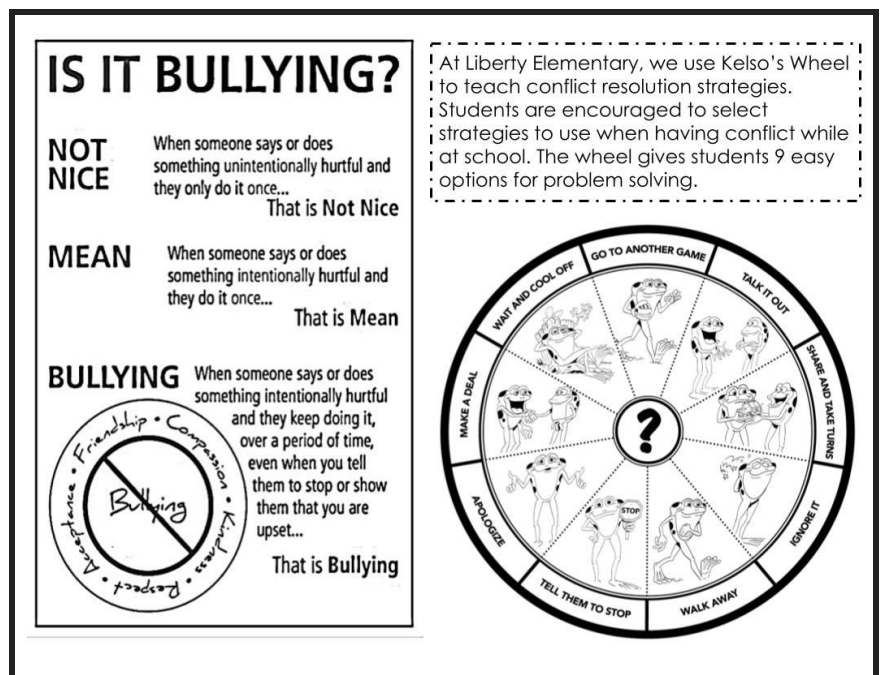 IS IT BULLYING?
NOT
NICE
When someone says or does
something unintentionally hurtful and
they only do it once...
That is Not Nice
MEAN
When someone says or does
something intentionally hurtful and
they do it once...
That is Mean
BULLYING
When someone says or does
something intentionally hurtful
and they keep doing it,
over a period of time,
even when you tell
them to stop or show
them that you are
upset...
That is Bullying
Friendship • Compassion • Kindness • Respect • Acceptance •
Bullying
At Liberty Elementary, we use Kelso's Wheel
to teach conflict resolution strategies.
Students are encouraged to select
strategies to use when having conflict while
at school. The wheel gives students 9 easy
options for problem solving.
GO TO ANOTHER GAME
TALK IT OUT
SHARE AND TAKE TURNS
IGNORE IT
WALK AWAY
TELL THEM TO STOP
APOLOGIZE
MAKE A DEAL
WAIT AND COOL OFF
?
STOP